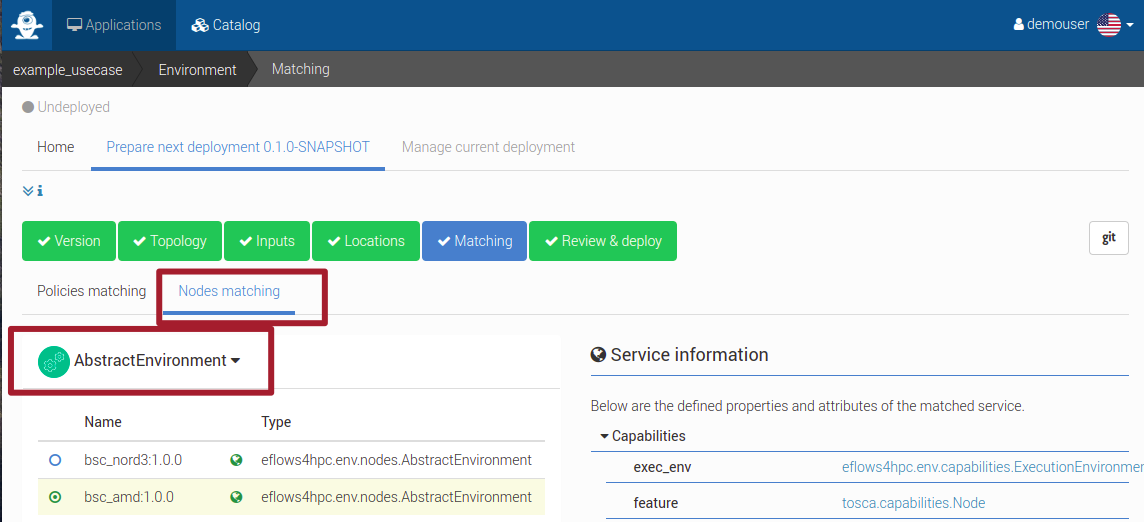 Applications Catalog demouser
example_usecase Environment Matching
Undeployed
Home Prepare next deployment 0.1.0-SNAPSHOT Manage current deployment
Version Topology Inputs Locations Matching Review & deploy git
Policies matching Nodes matching
AbstractEnvironment
Name Type
bsc_nord3:1.0.0 eflows4hpc.env.nodes.AbstractEnvironment
bsc_amd:1.0.0 eflows4hpc.env.nodes.AbstractEnvironment
Service information
Below are the defined properties and attributes of the matched service.
Capabilities
exec_env eflows4hpc.env.capabilities.ExecutionEnvironmer
feature tosca.capabilities.Node